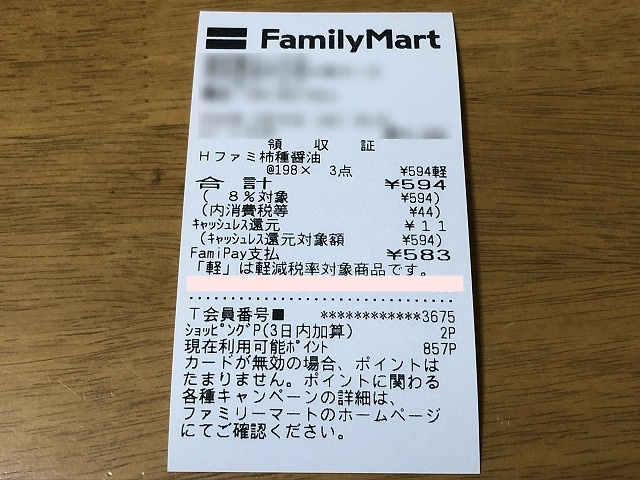 FamilyMart
領 収 証
Hファミ柿種醤油
@198× 3点 ¥594軽
合計 ¥594
( 8%対象 ¥594)
(内消費税等 ¥44)
ｷｬｯｼｭﾚｽ還元 ¥11
(ｷｬｯｼｭﾚｽ還元対象額 ¥594)
FamiPay支払 ¥583
「軽」は軽減税率対象商品です。
T会員番号■ ************3675
ｼｮｯﾋﾟﾝｸﾞP(3日内加算) 2P
現在利用可能ﾎﾟｲﾝﾄ 857P
カードが無効の場合、ポイントは
たまりません。ポイントに関わる
各種キャンペーンの詳細は、
ファミリーマートのホームページ
にてご確認ください。